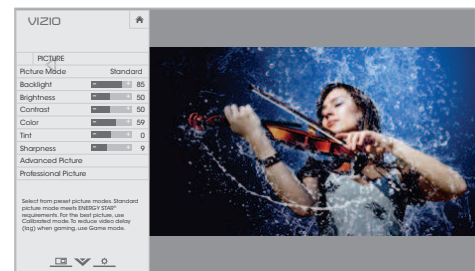 VIZIO
PICTURE
Picture Mode Standard
Backlight 85
Brightness 50
Contrast 50
Color 59
Tint 0
Sharpness 9
Advanced Picture
Professional Picture
Select from preset picture modes. Standard
picture mode meets ENERGY STAR®
requirements. For the best picture, use
Calibrated mode. To reduce video delay
(lag) when gaming, use Game mode.